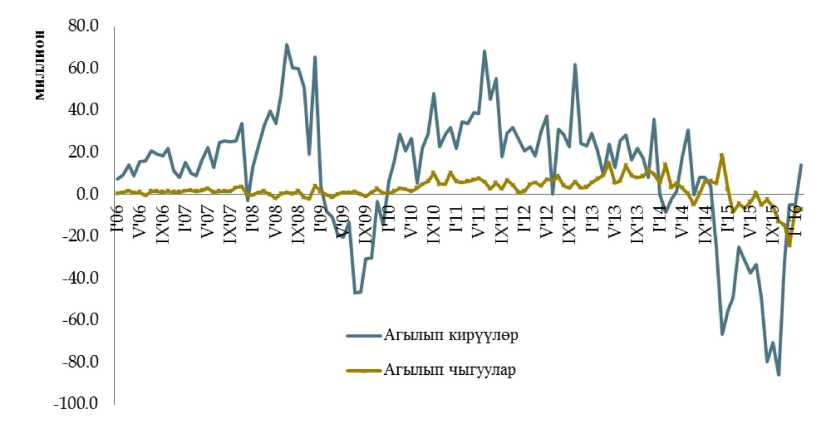 миллион
80.0
60.0
40.0
20.0
0.0
-20.0
-40.0
-60.0
-80.0
-100.0
I'06
V'06
IX'06
I'07
V'07
IX'07
I'08
V'08
IX'08
I'09
V'09
IX'09
I'10
V'10
IX'10
I'11
V'11
IX'11
I'12
V'12
IX'12
I'13
V'13
IX'13
I'14
V'14
IX'14
I'15
V'15
IX'15
I'16
Агылып кирүүлөр
Агылып чыгуулар